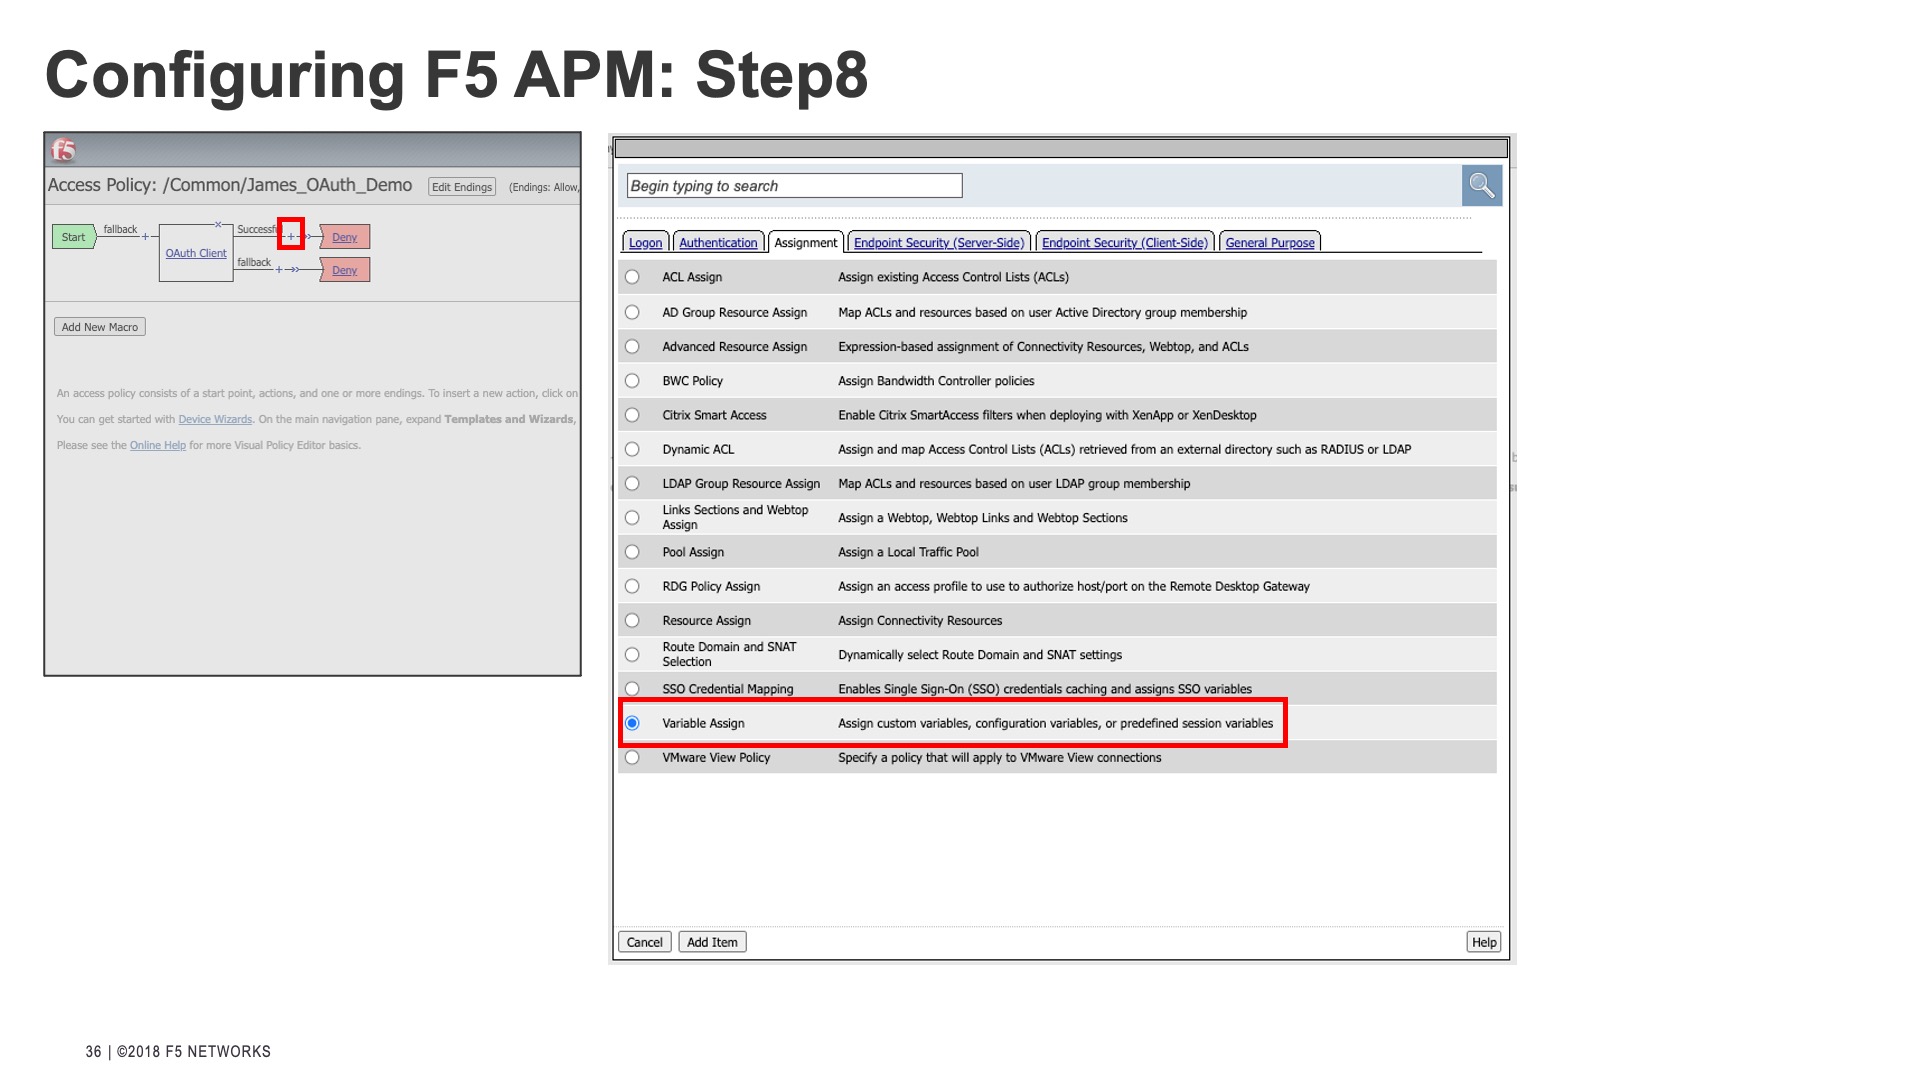 Configuring F5 APM: Step8
f5
Access Policy: /Common/James_OAuth_Demo Edit Endings (Endings: Allow,
Start fallback + OAuth Client × Successful + Deny
fallback + Deny
Add New Macro
An access policy consists of a start point, actions, and one or more endings. To insert a new action, click on
You can get started with Device Wizards. On the main navigation pane, expand Templates and Wizards,
Please see the Online Help for more Visual Policy Editor basics.
Begin typing to search
Logon Authentication Assignment Endpoint Security (Server-Side) Endpoint Security (Client-Side) General Purpose
ACL Assign Assign existing Access Control Lists (ACLs)
AD Group Resource Assign Map ACLs and resources based on user Active Directory group membership
Advanced Resource Assign Expression-based assignment of Connectivity Resources, Webtop, and ACLs
BWC Policy Assign Bandwidth Controller policies
Citrix Smart Access Enable Citrix SmartAccess filters when deploying with XenApp or XenDesktop
Dynamic ACL Assign and map Access Control Lists (ACLs) retrieved from an external directory such as RADIUS or LDAP
LDAP Group Resource Assign Map ACLs and resources based on user LDAP group membership
Links Sections and Webtop
Assign Assign a Webtop, Webtop Links and Webtop Sections
Pool Assign Assign a Local Traffic Pool
RDG Policy Assign Assign an access profile to use to authorize host/port on the Remote Desktop Gateway
Resource Assign Assign Connectivity Resources
Route Domain and SNAT
Selection Dynamically select Route Domain and SNAT settings
SSO Credential Mapping Enables Single Sign-On (SSO) credentials caching and assigns SSO variables
Variable Assign Assign custom variables, configuration variables, or predefined session variables
VMware View Policy Specify a policy that will apply to VMware View connections
Cancel Add Item Help
36 | ©2018 F5 NETWORKS